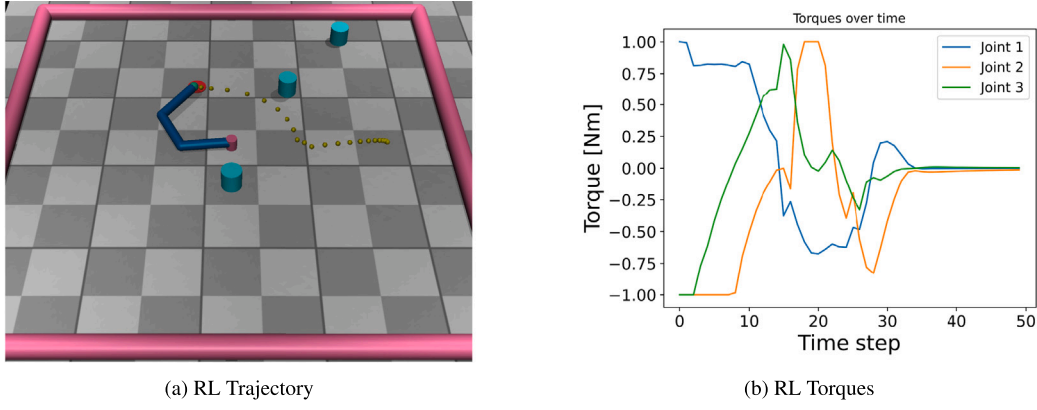 Torques over time
Joint 1
Joint 2
Joint 3
Torque [Nm]
1.00
0.75
0.50
0.25
0.00
−0.25
−0.50
−0.75
−1.00
0 10 20 30 40 50
Time step
(a) RL Trajectory
(b) RL Torques